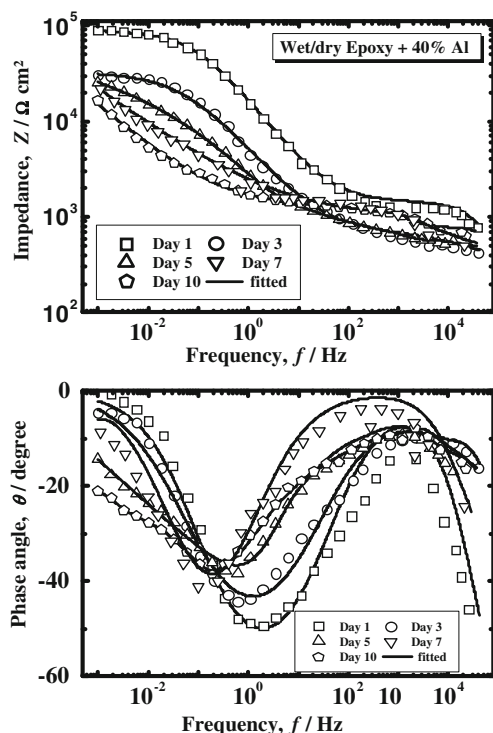 Wet/dry Epoxy + 40% Al
Impedance, Z / Ω cm²
10⁵
10⁴
10³
10²
Day 1 Day 3
Day 5 Day 7
Day 10 fitted
10⁻² 10⁰ 10² 10⁴
Frequency, f / Hz
Phase angle, θ / degree
0
-20
-40
-60
Day 1 Day 3
Day 5 Day 7
Day 10 fitted
10⁻² 10⁰ 10² 10⁴
Frequency, f / Hz